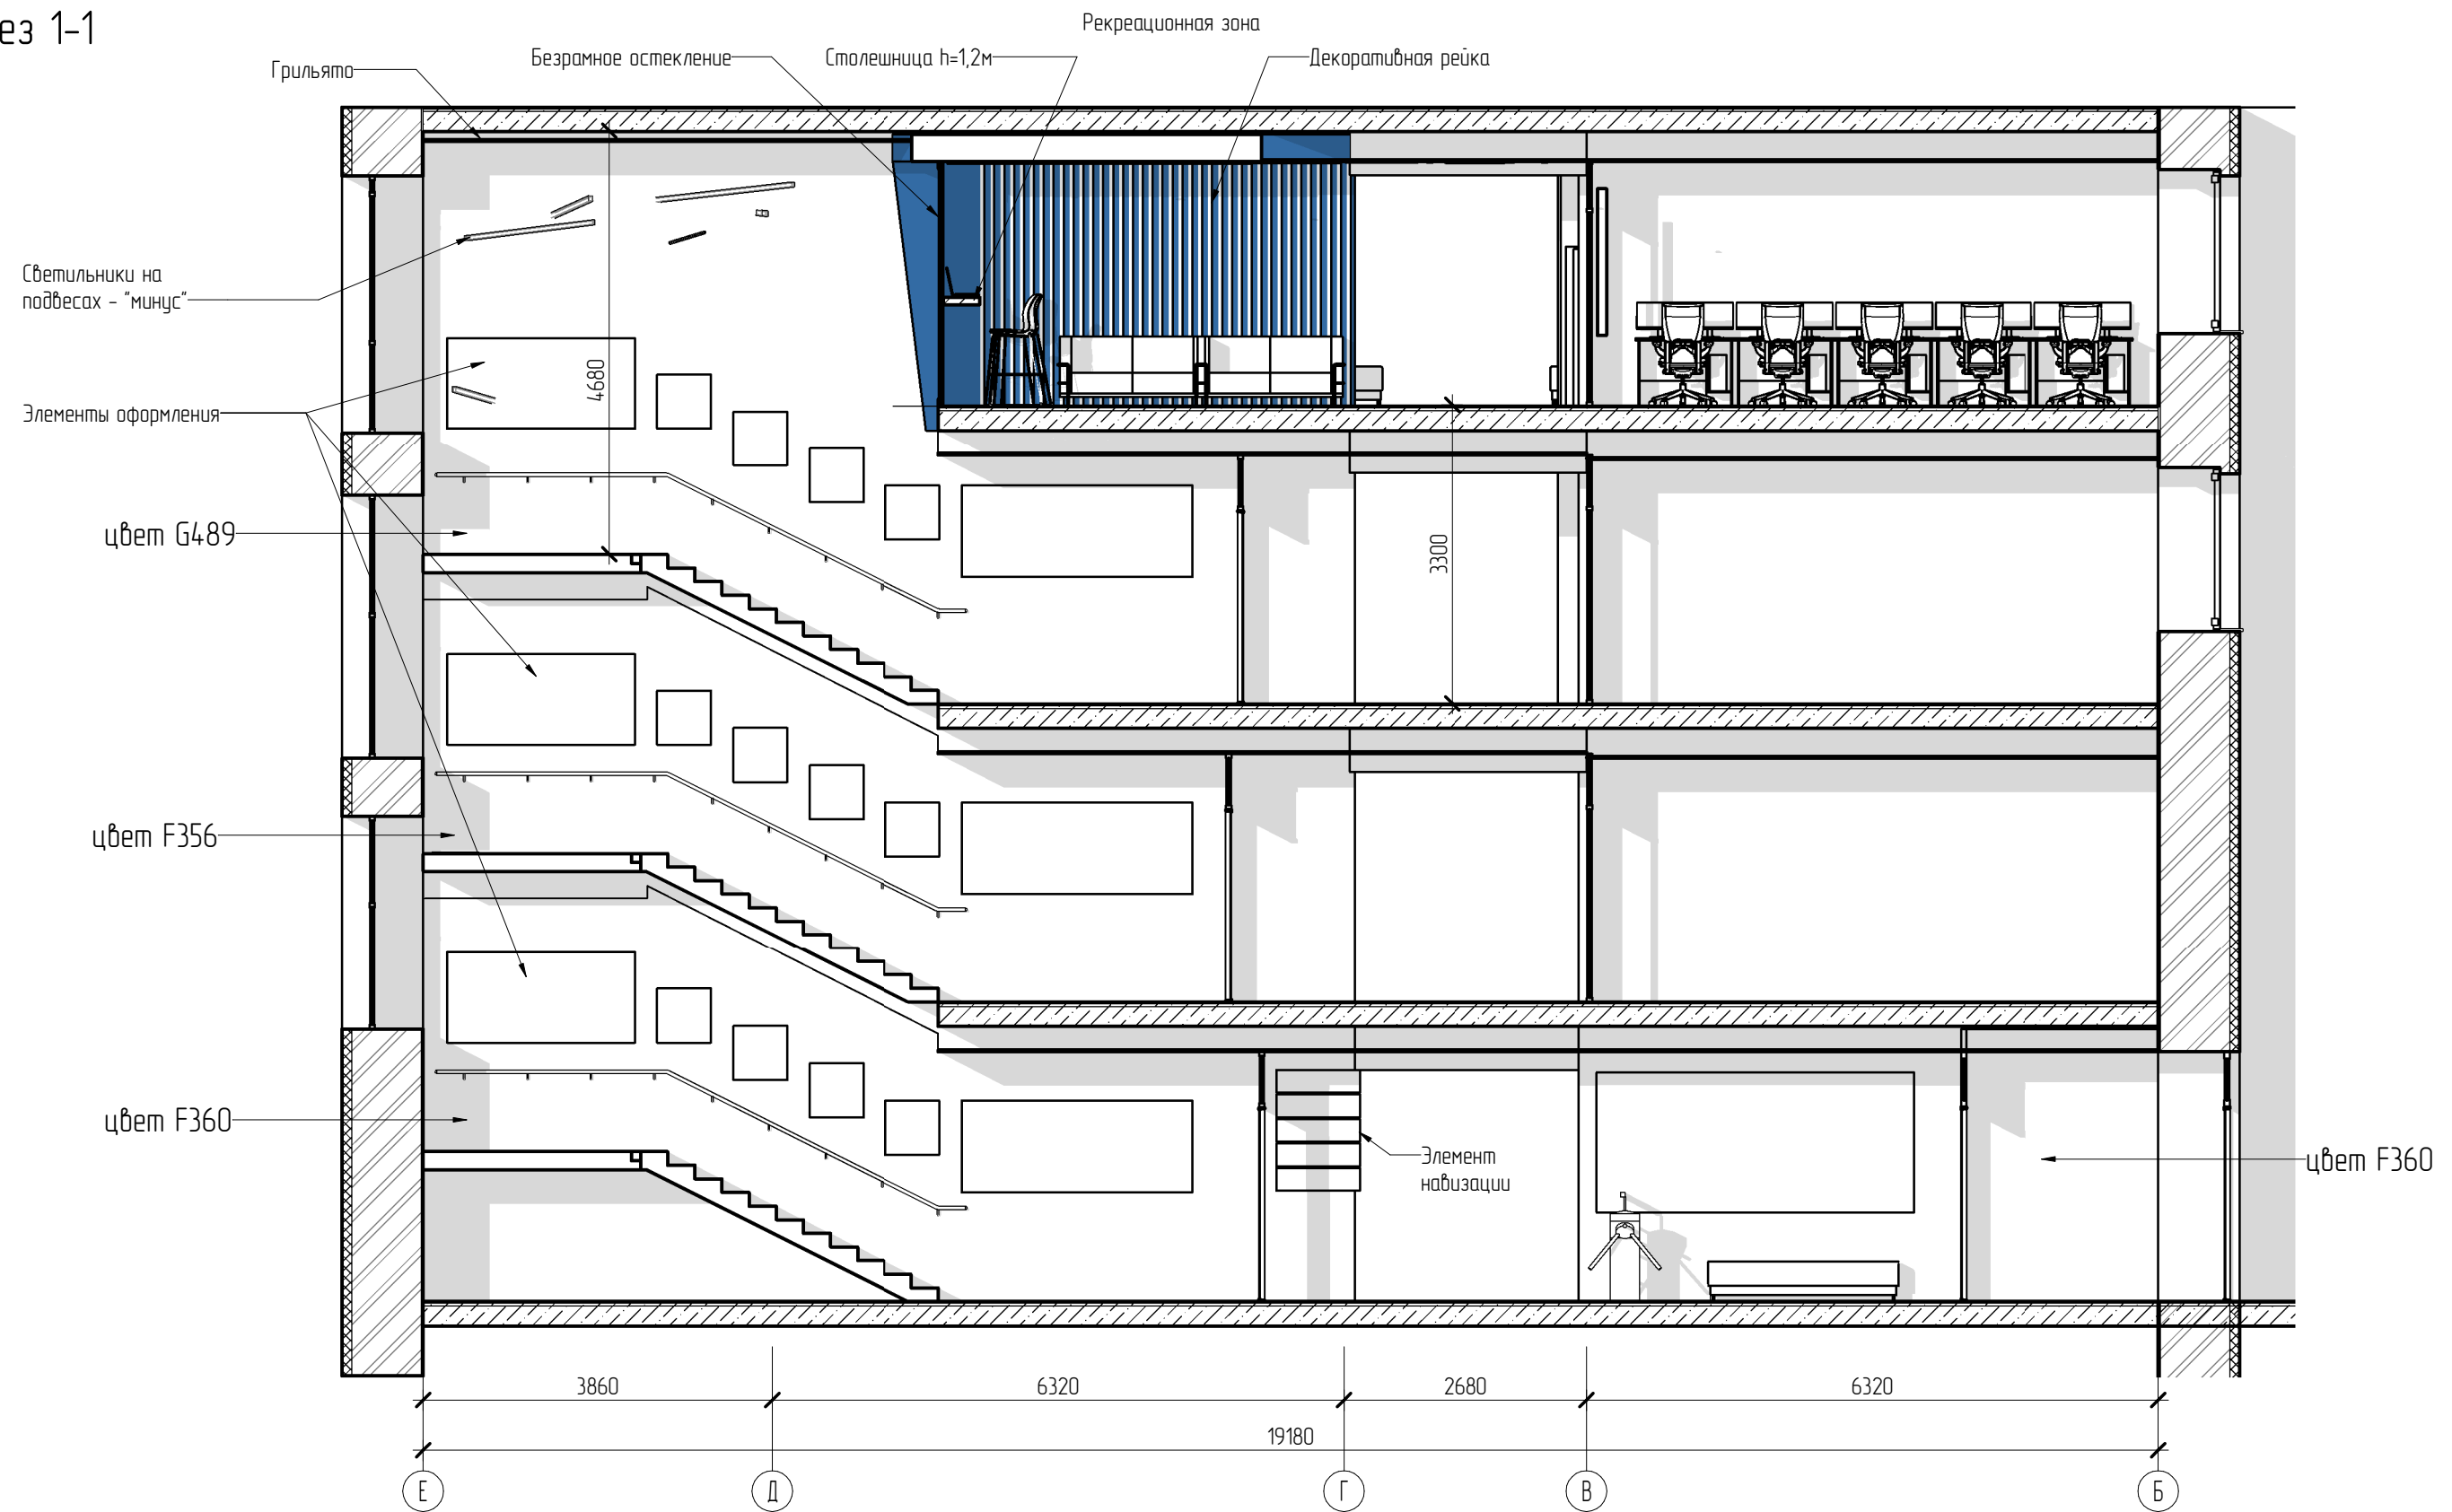 ез 1-1
Рекреационная зона
Грильято
Безрамное остекление
Столешница h=1,2м
Декоративная рейка
Светильники на
подвесах - "минус"
4680
Элементы оформления
цвет G489
3300
цвет F356
цвет F360
Элемент
навизации
цвет F360
3860
6320
2680
6320
19180
Е
Д
Г
В
Б